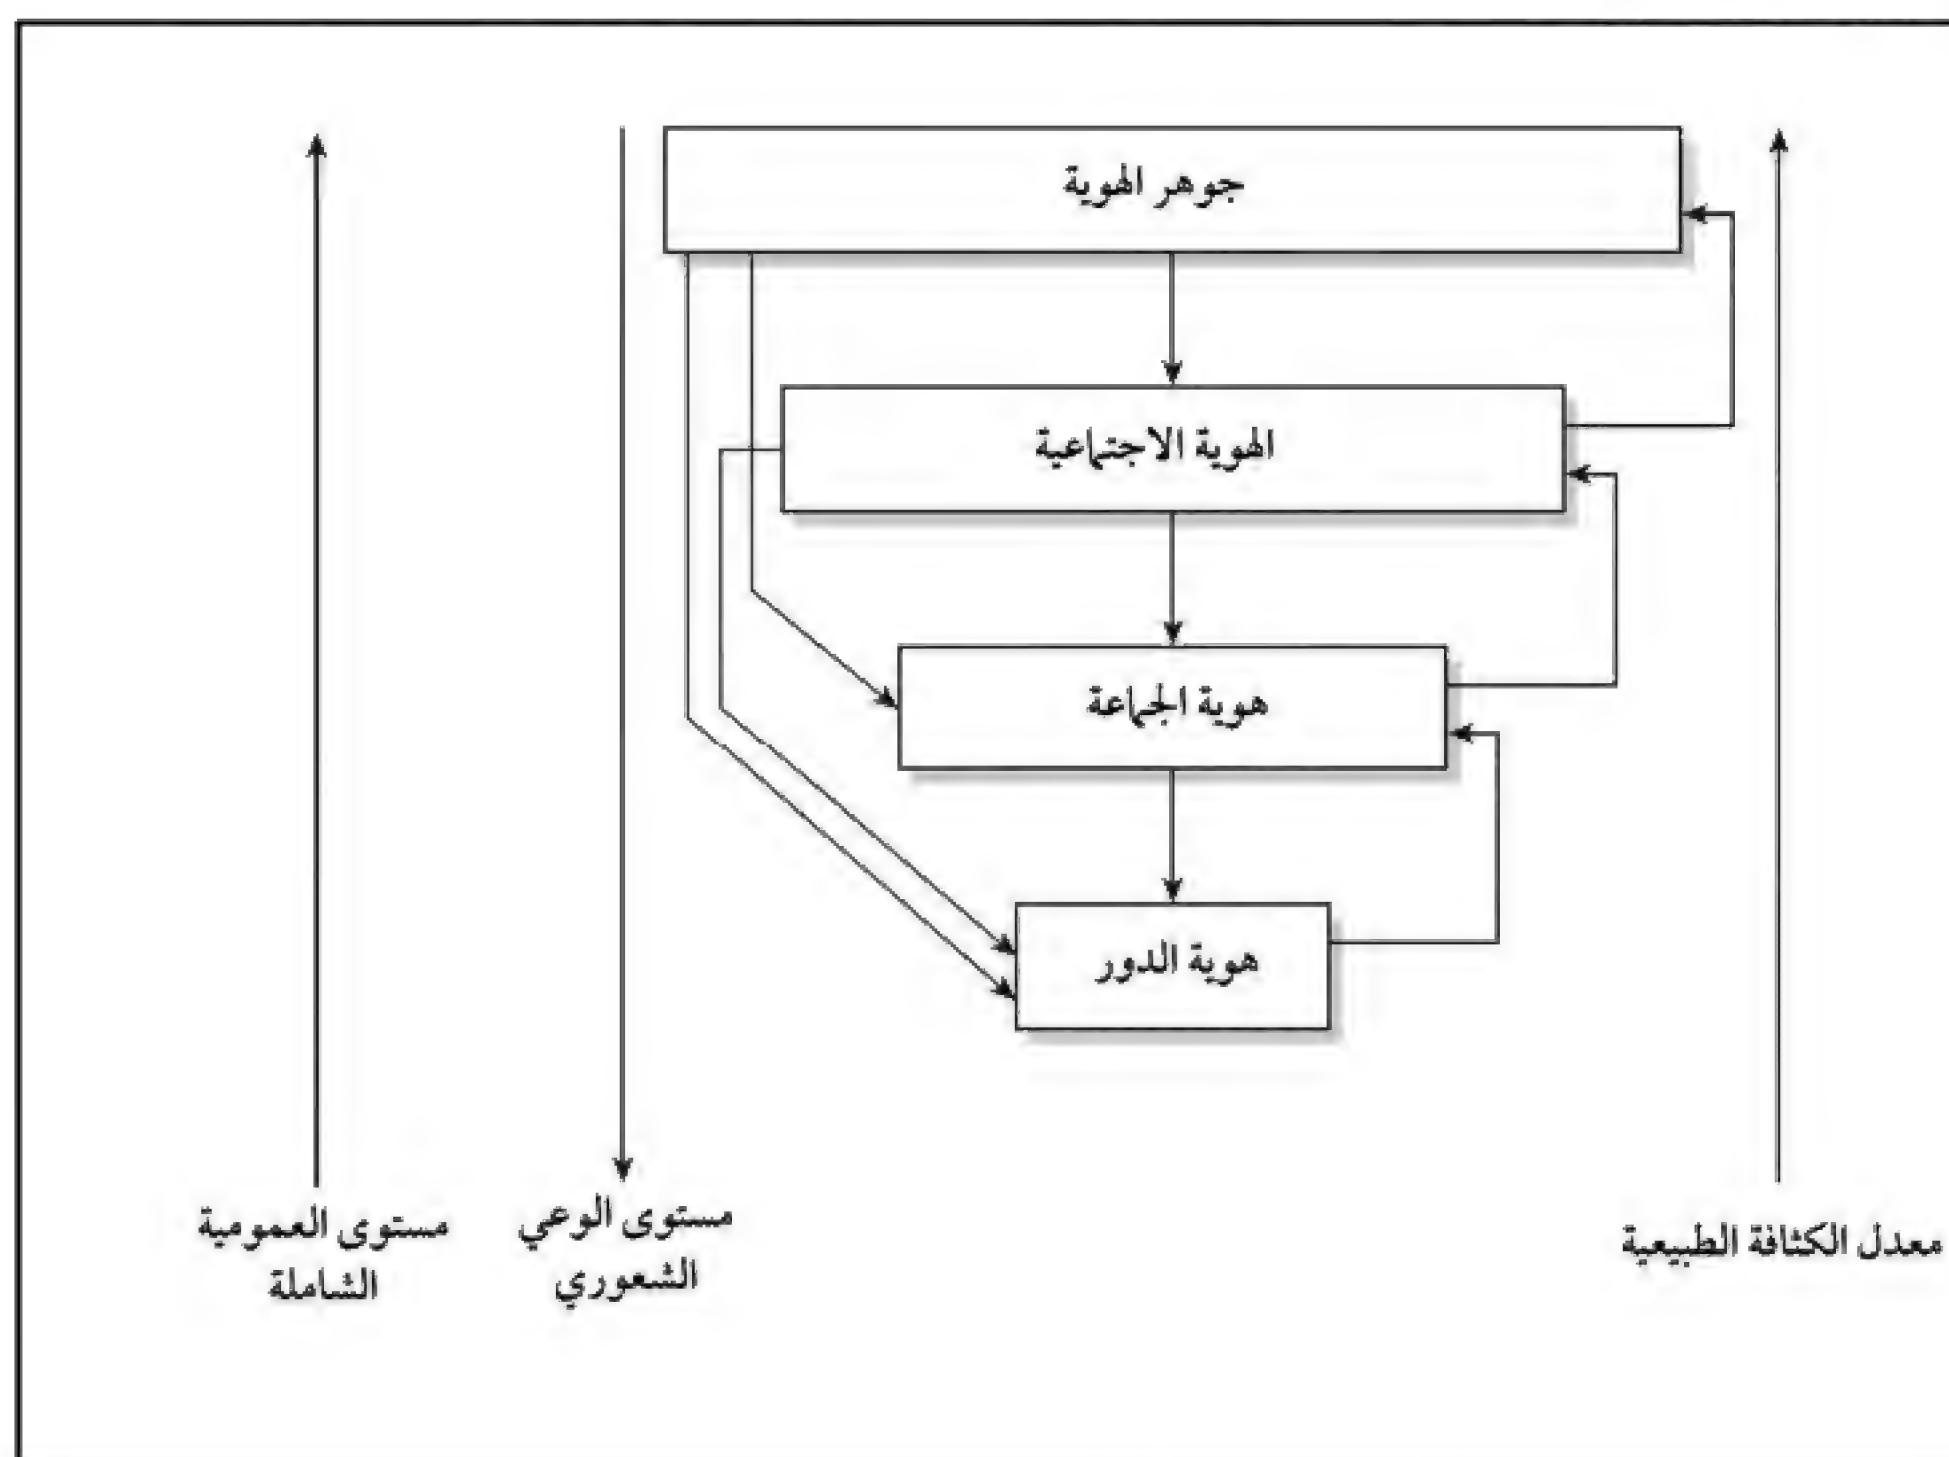 جوهر الهوية
الهوية الاجتماعية
هوية الجماعة
هوية الدور
معدل الكثافة الطبيعية
مستوى الوعي
الشعوري
مستوى العمومية
الشاملة